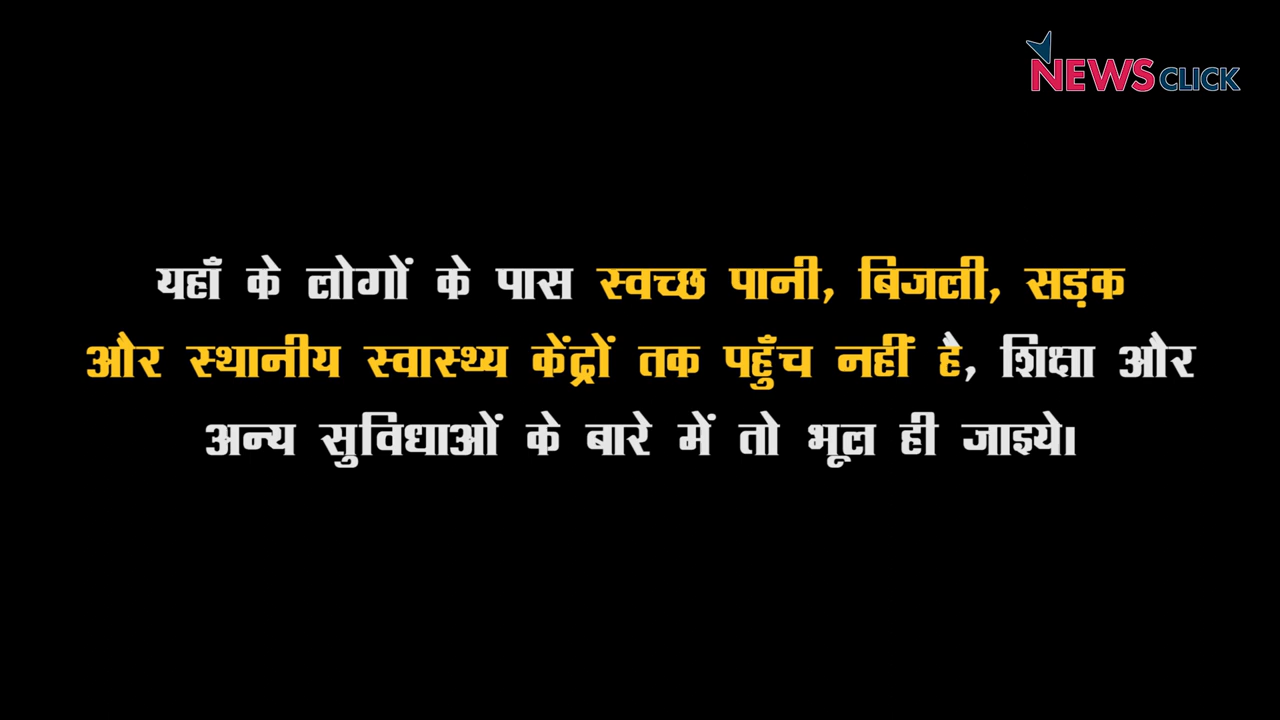 NEWSCLICK
यहाँ के लोगों के पास स्वच्छ पानी, बिजली, सड़क
और स्थानीय स्वास्थ्य केंद्रों तक पहुँच नहीं है, शिक्षा और
अन्य सुविधाओं के बारे में तो भूल ही जाइये।